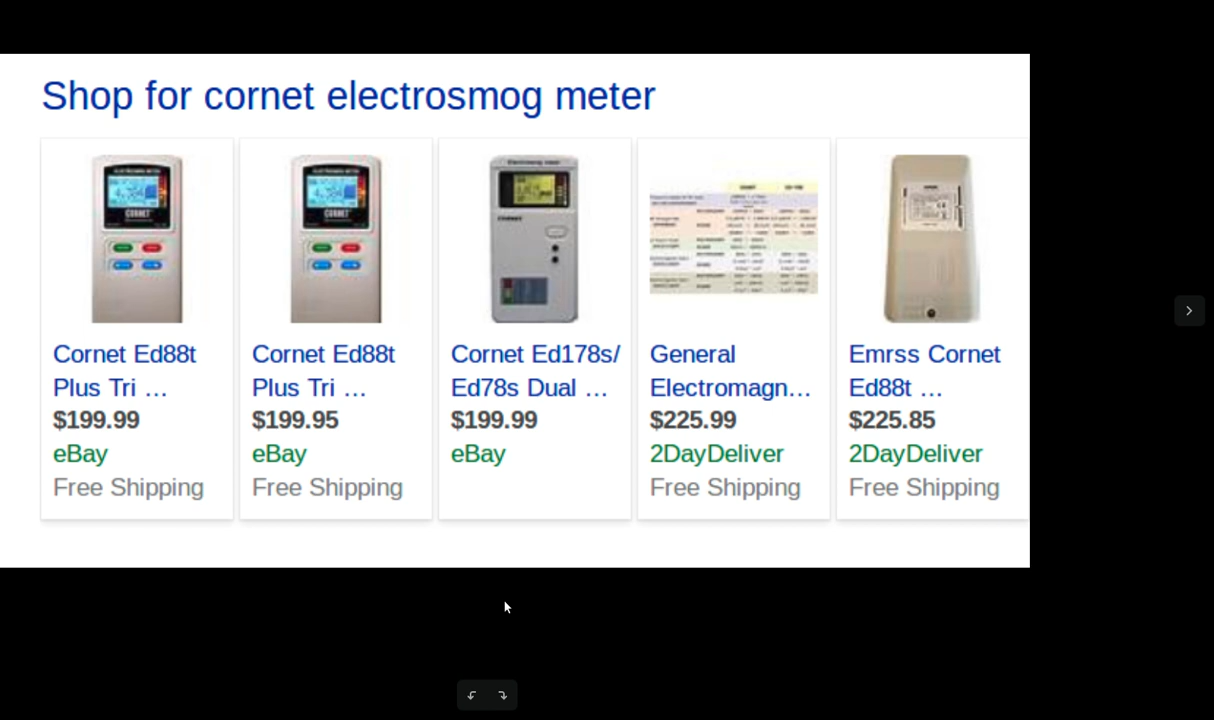 Shop for cornet electrosmog meter
Cornet Ed88t
Plus Tri …
$199.99
eBay
Free Shipping
Cornet Ed88t
Plus Tri …
$199.95
eBay
Free Shipping
Cornet Ed178s/
Ed78s Dual …
$199.99
eBay
General
Electromagn…
$225.99
2DayDeliver
Free Shipping
Emrss Cornet
Ed88t …
$225.85
2DayDeliver
Free Shipping